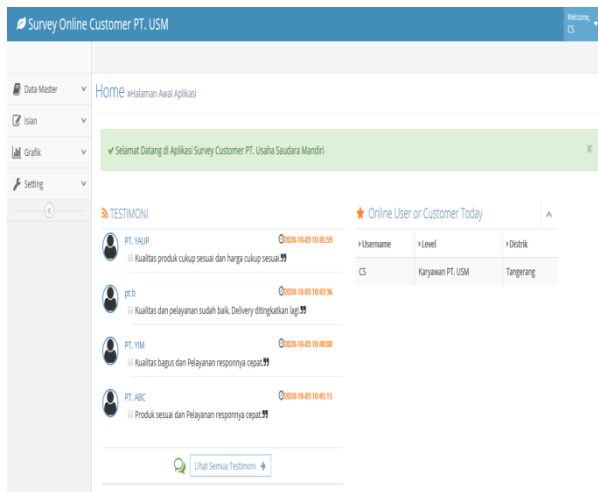 Survey Online Customer PT. USM
Welcome,
CS
Data Master
Isian
Grafik
Setting
Home »Halaman Awal Aplikasi
Selamat Datang di Aplikasi Survey Customer PT. Usaha Saudara Mandiri
TESTIMONI
PT. YAUP 2020-10-03 10:45:59
Kualitas produk cukup sesuai dan harga cukup sesuai.
pt b 2020-10-03 10:43:36
Kualitas dan pelayanan sudah baik, Delivery ditingkatkan lagi.
PT. YIM 2020-10-03 10:40:08
Kualitas bagus dan Pelayanan responnya cepat.
PT. ABC 2020-10-03 10:45:15
Produk sesuai dan Pelayanan responnya cepat.
Lihat Semua Testimoni
Online User or Customer Today
Username Level Distrik
CS Karyawan PT. USM Tangerang